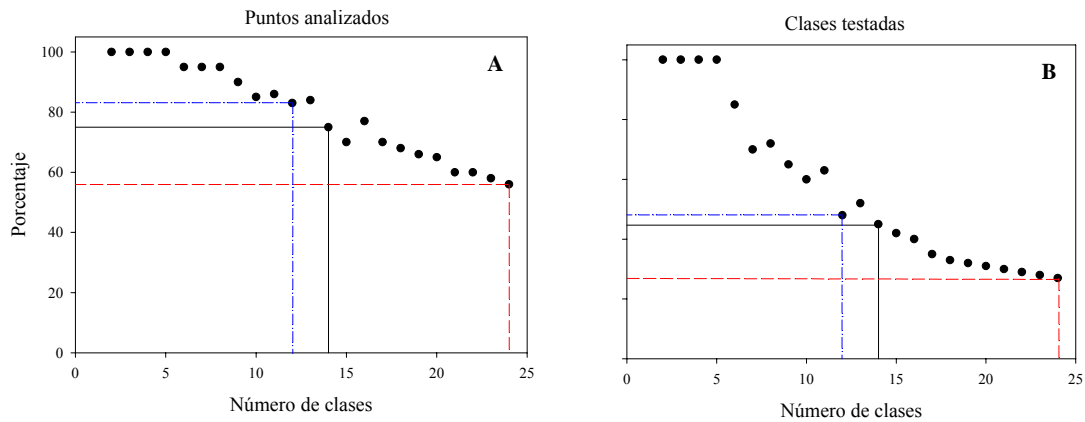 Puntos analizados
A
100
80
60
40
20
0
Porcentaje
0 5 10 15 20 25
Número de clases
Clases testadas
B
0 5 10 15 20 25
Número de clases